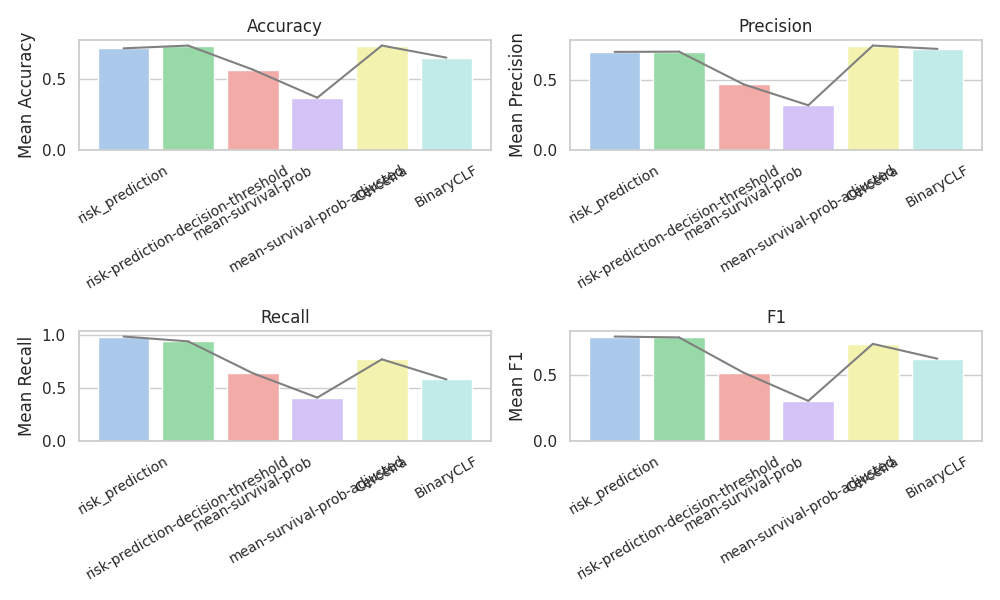 Accuracy
Mean Accuracy
0.5
0.0
risk_prediction
risk-prediction-decision-threshold
mean-survival-prob
mean-survival-prob-adjusted
BinaryCLF
Precision
Mean Precision
0.5
0.0
risk_prediction
risk-prediction-decision-threshold
mean-survival-prob
mean-survival-prob-adjusted
BinaryCLF
Recall
Mean Recall
1.0
0.5
0.0
risk_prediction
risk-prediction-decision-threshold
mean-survival-prob
mean-survival-prob-adjusted
BinaryCLF
F1
Mean F1
0.5
0.0
risk_prediction
risk-prediction-decision-threshold
mean-survival-prob
mean-survival-prob-adjusted
BinaryCLF